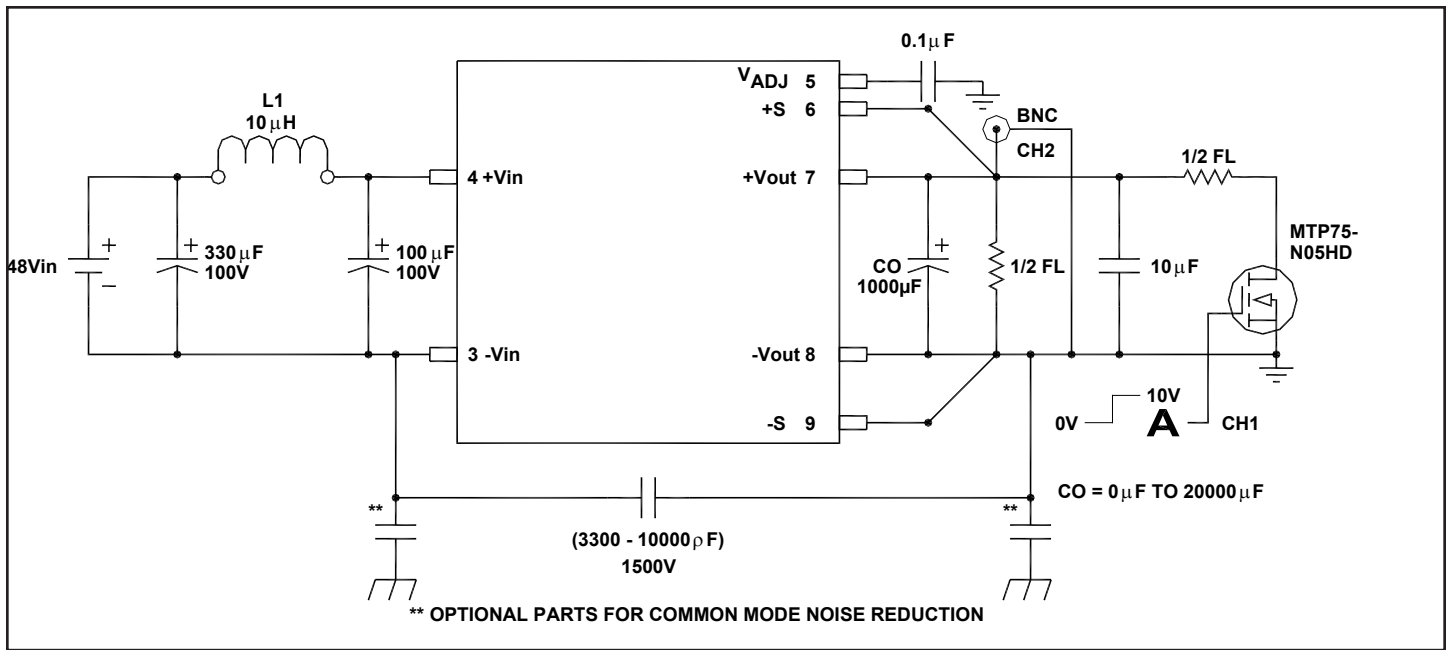 0.1μF
VADJ 5
+S 6
BNC
CH2
L1
10μH
1/2 FL
4 +Vin
+Vout 7
MTP75-
N05HD
48Vin
+
−
+
330μF
100V
+
100μF
100V
+
CO
1000µF
1/2 FL
10μF
3 -Vin
-Vout 8
10V
0V
A
CH1
-S 9
CO = 0μF TO 20000μF
**
**
(3300 - 10000ρF)
1500V
** OPTIONAL PARTS FOR COMMON MODE NOISE REDUCTION